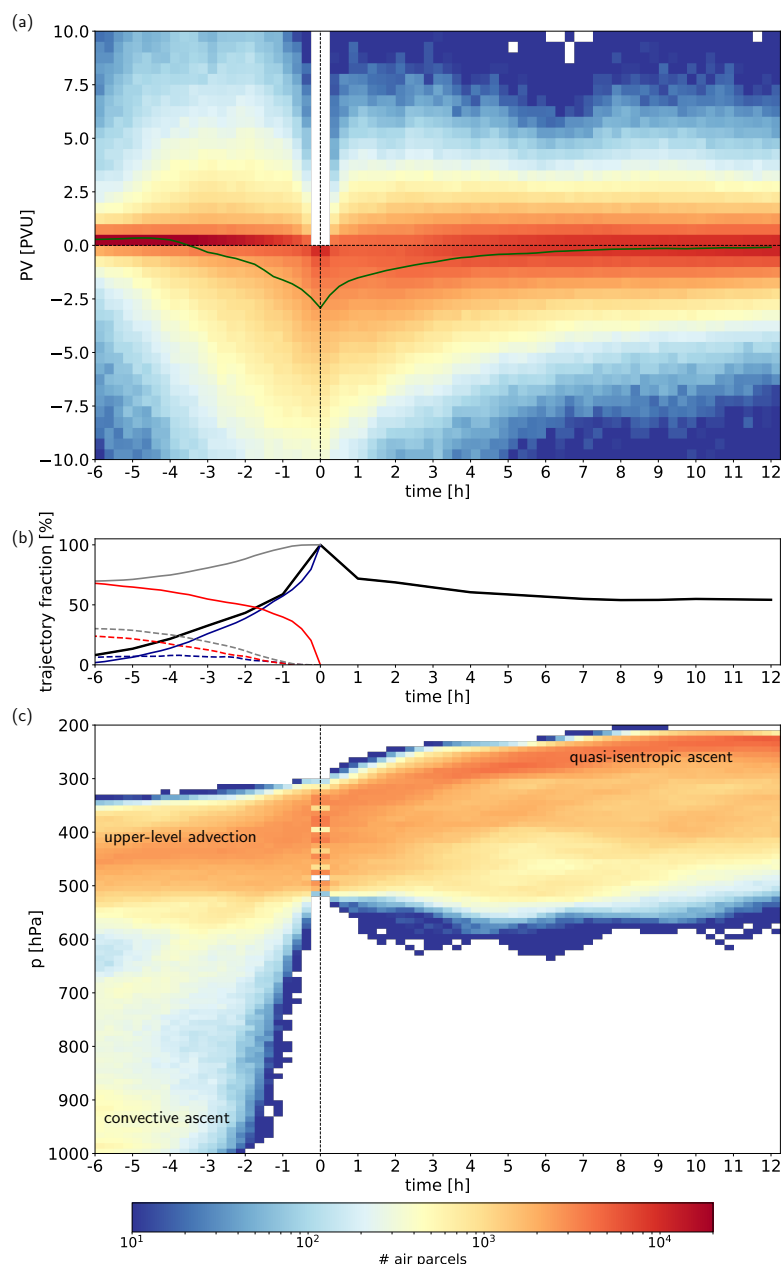 (a)
10.0
7.5
5.0
2.5
0.0
−2.5
−5.0
−7.5
−10.0
PV [PVU]
-6 -5 -4 -3 -2 -1 0 1 2 3 4 5 6 7 8 9 10 11 12
time [h]
(b)
trajectory fraction [%]
100
50
0
-6 -5 -4 -3 -2 -1 0 1 2 3 4 5 6 7 8 9 10 11 12
time [h]
(c)
200
300
400
500
600
700
800
900
1000
p [hPa]
quasi-isentropic ascent
upper-level advection
convective ascent
-6 -5 -4 -3 -2 -1 0 1 2 3 4 5 6 7 8 9 10 11 12
time [h]
10¹ 10² 10³ 10⁴
# air parcels